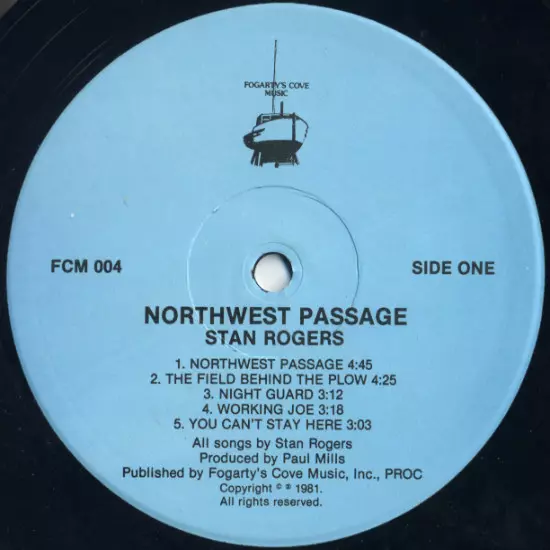 FOGARTY'S COVE
MUSIC
FCM 004
SIDE ONE
NORTHWEST PASSAGE
STAN ROGERS
1. NORTHWEST PASSAGE 4:45
2. THE FIELD BEHIND THE PLOW 4:25
3. NIGHT GUARD 3:12
4. WORKING JOE 3:18
5. YOU CAN'T STAY HERE 3:03
All songs by Stan Rogers
Produced by Paul Mills
Published by Fogarty's Cove Music, Inc., PROC
Copyright © ℗ 1981.
All rights reserved.